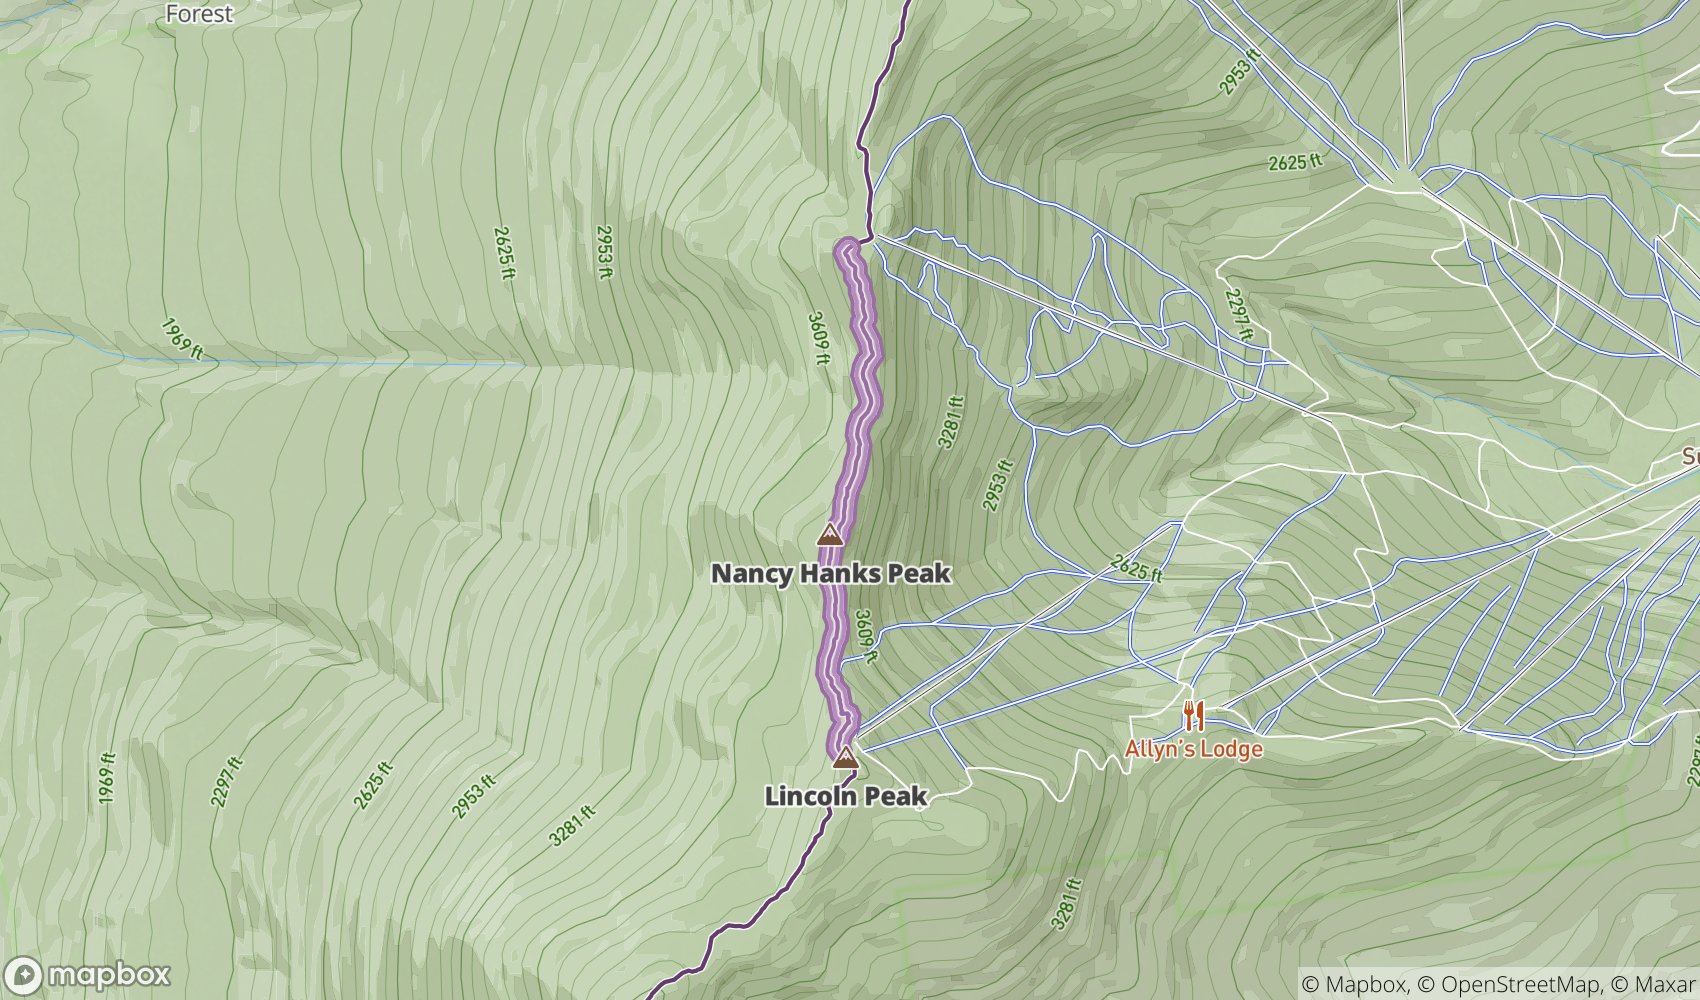 Forest
2953 ft
2625 ft
2625 ft
2953 ft
2297 ft
1969 ft
3609 ft
3281 ft
2953 ft
Nancy Hanks Peak
2625 ft
3609 ft
Allyn's Lodge
Lincoln Peak
1969 ft
2297 ft
2625 ft
2953 ft
3281 ft
3281 ft
mapbox
© Mapbox, © OpenStreetMap, © Maxar